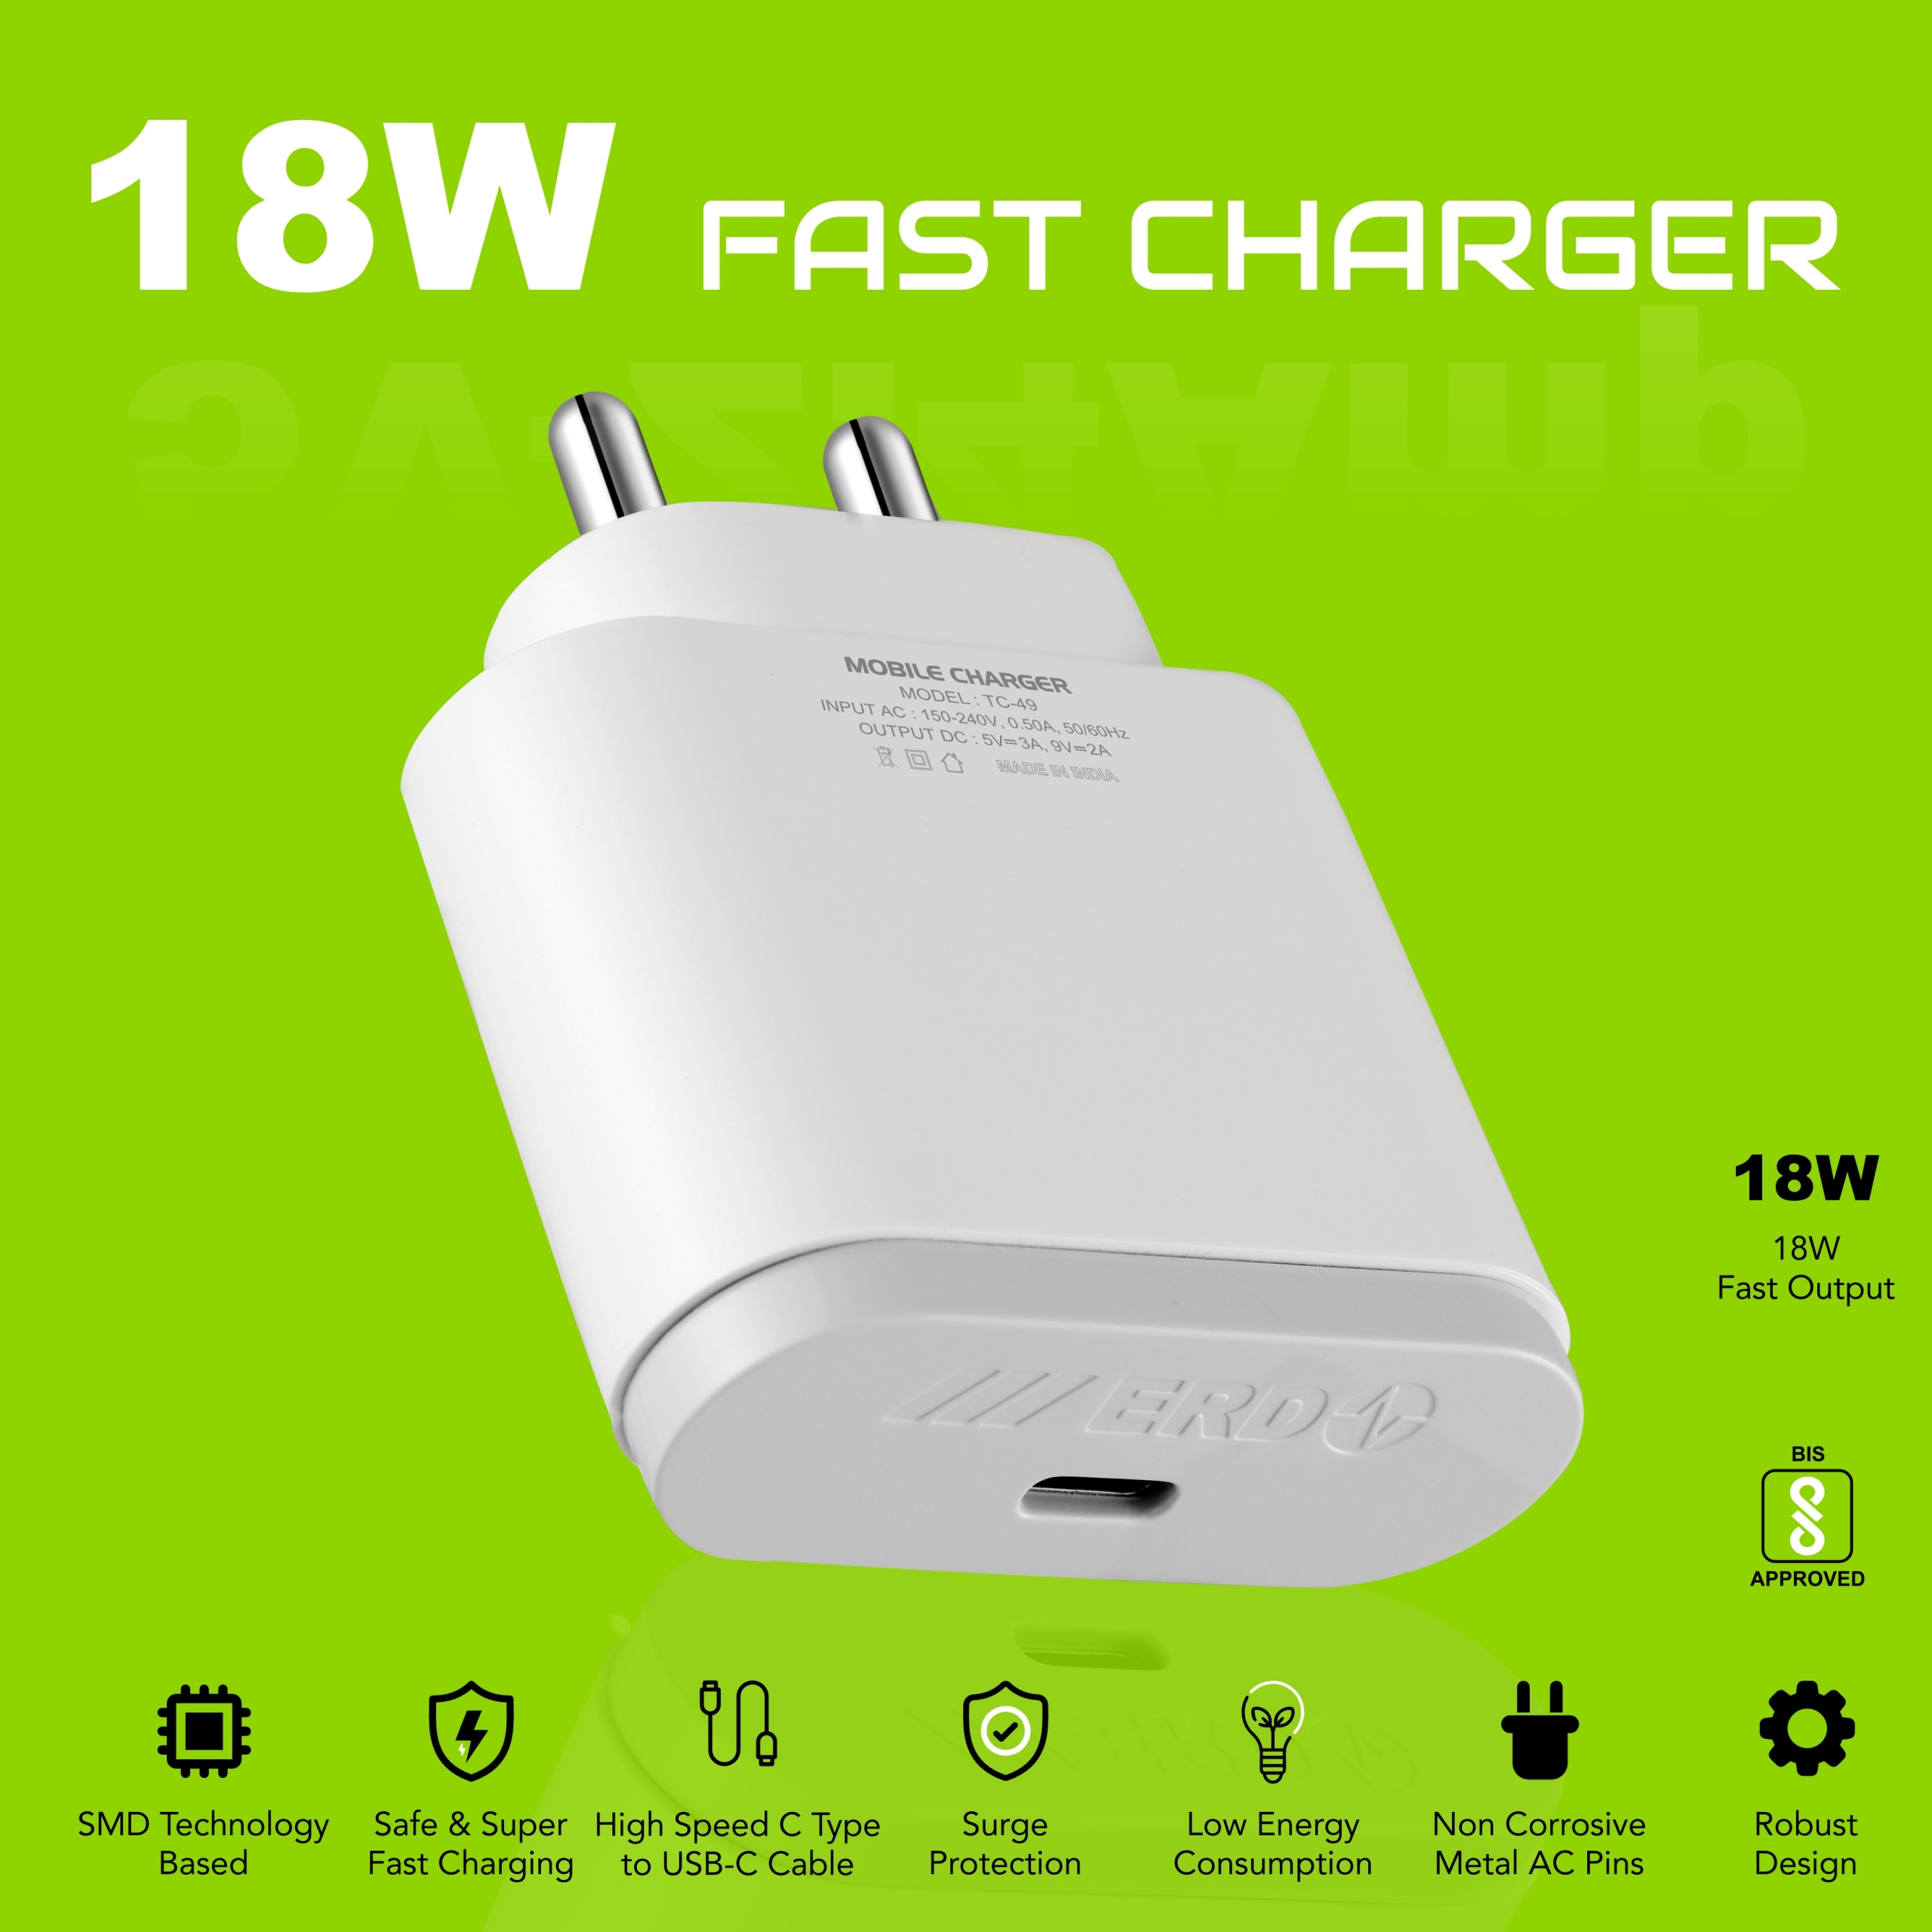 18W FAST CHARGER
MOBILE CHARGER
MODEL : TC-49
INPUT AC : 150-240V, 0.50A, 50/60Hz
OUTPUT DC : 5V⎓3A, 9V⎓2A
MADE IN INDIA
18W
18W
Fast Output
ERD
BIS
APPROVED
SMD Technology
Based
Safe & Super
Fast Charging
High Speed C Type
to USB-C Cable
Surge
Protection
Low Energy
Consumption
Non Corrosive
Metal AC Pins
Robust
Design